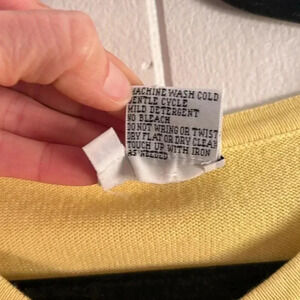 MACHINE WASH COLD
GENTLE CYCLE
MILD DETERGENT
NO BLEACH
DO NOT WRING OR TWIST
DRY FLAT OR DRY CLEAN
TOUCH UP WITH IRON
AS NEEDED